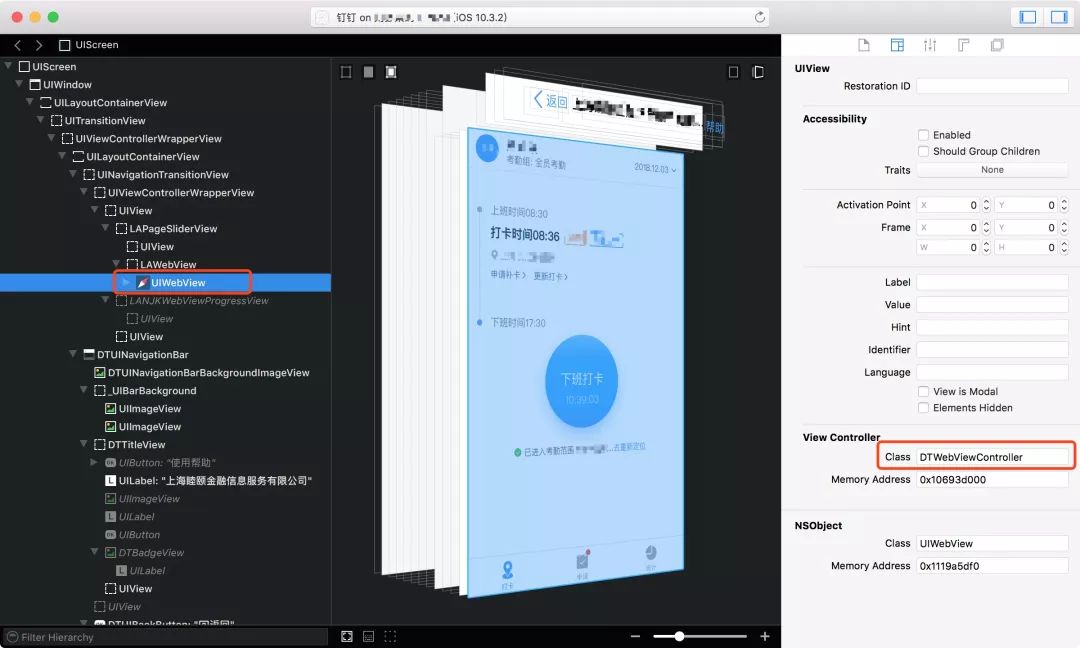 钉钉 on iOS 10.3.2)
UIScreen
UIScreen
UIWindow
UILayoutContainerView
UITransitionView
UIViewControllerWrapperView
UILayoutContainerView
UINavigationTransitionView
UIViewControllerWrapperView
UIView
LAPageSliderView
UIView
LAWebView
UIWebView
LANJKWebViewProgressView
UIView
UIView
DTUINavigationBar
DTUINavigationBarBackgroundImageView
_UIBarBackground
UIImageView
UIImageView
DTTitleView
UIButton: "使用帮助"
UILabel: "上海睦颐金融信息服务有限公司"
UIImageView
UILabel
UIButton
DTBadgeView
UILabel
UIView
UIView
DTUIBackButton: "返回"
Filter Hierarchy
返回
帮助
考勤组: 全员考勤
2018.12.03
上班时间08:30
打卡时间08:36
申请补卡> 更新打卡>
下班时间17:30
下班打卡
10:39:03
已进入考勤范围 ...去重新定位
打卡
申请
统计
UIView
Restoration ID
Accessibility
Enabled
Should Group Children
Traits None
Activation Point X 0 Y 0
Frame X 0 Y 0
W 0 H 0
Label
Value
Hint
Identifier
Language
View is Modal
Elements Hidden
View Controller
Class DTWebViewController
Memory Address 0x10693d000
NSObject
Class UIWebView
Memory Address 0x1119a5df0